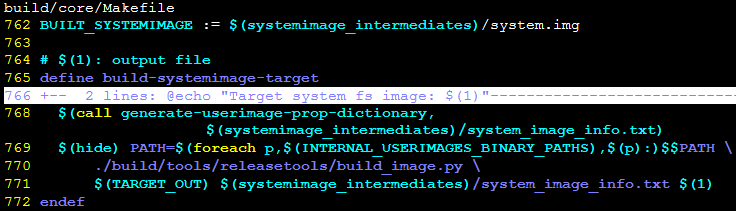 build/core/Makefile
762 BUILT_SYSTEMIMAGE := $(systemimage_intermediates)/system.img
763
764 # $(1): output file
765 define build-systemimage-target
766 +--  2 lines: @echo "Target system fs image: $(1)"----------------------------
768   $(call generate-userimage-prop-dictionary,
$(systemimage_intermediates)/system_image_info.txt)
769   $(hide) PATH=$(foreach p,$(INTERNAL_USERIMAGES_BINARY_PATHS),$(p):)$$PATH \
770       ./build/tools/releasetools/build_image.py \
771       $(TARGET_OUT) $(systemimage_intermediates)/system_image_info.txt $(1)
772 endef